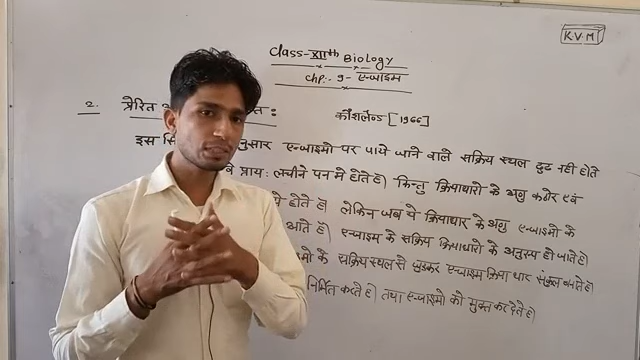 K.V.M
Class-XIIth Biology
Chp:- 9- एन्जाइम
2. प्रेरित कौशलैण्ड [1966]
इस एन्जाइमो पर पाये जाने वाले सक्रिय स्थल दृढ नहीं होते
वे प्राय: लचीले पन मे होते है। किन्तु क्रियाधारो के अणु कठोर एवं
होते है। लेकिन जब ये क्रियाधार के अणु एन्जाइमो के
आते है। एन्जाइम के सक्रिय क्रियाधारो के अनुरूप हो जाते है।
के सक्रिय स्थल से जुडकर एन्जाइम क्रिया धार संकुल बनाते है।
निर्मित करते है। तथा एन्जाइमो को मुक्त कर देते है।